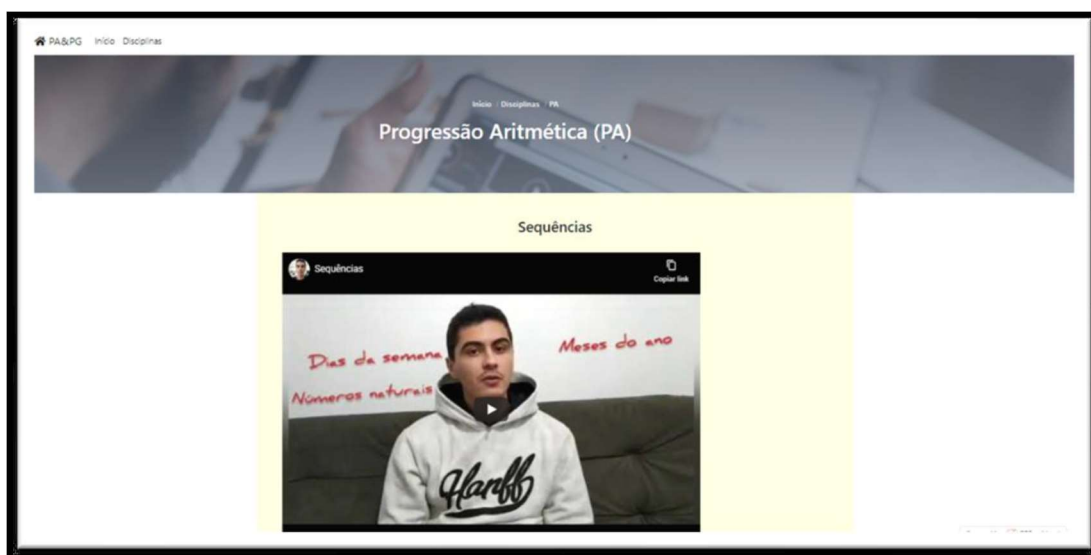 PA&PG Início Disciplinas
Início / Disciplinas / PA
Progressão Aritmética (PA)
Sequências
Sequências
Copiar link
Dias da semana
Meses do ano
Números naturais
Hanff